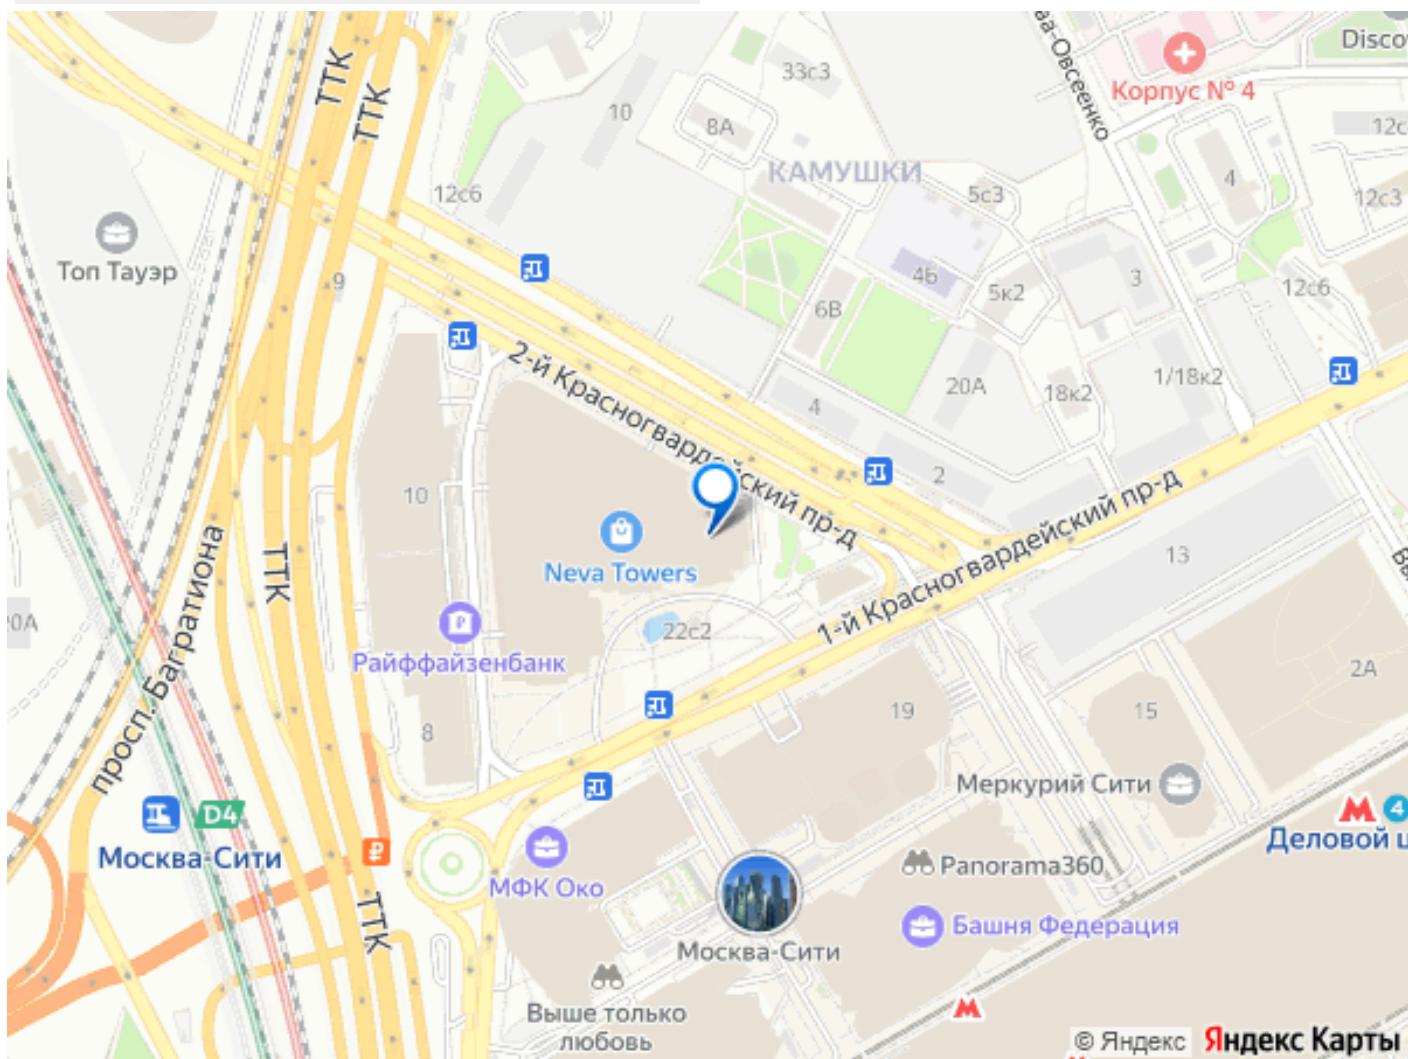 ТТК
ТТК
33с3
10
8А
Диsco
Корпус № 4
12с
КАМУШКИ
12с6
5с3
4
12с3
Топ Тауэр
9
4Б
5к2
3
12с6
6В
2-й Красногвардейский пр-д
20А
18к2
1/18к2
4
2
10
1-й Красногвардейский пр-д
13
Neva Towers
ТТК
просп. Багратиона
22с2
Райффайзенбанк
2А
8
19
15
Меркурий Сити
D4
4
Москва-Сити
₽
МФК Око
Panorama360
Деловой ц
Башня Федерация
ТТК
Москва-Сити
Выше только
любовь
© Яндекс Яндекс Карты